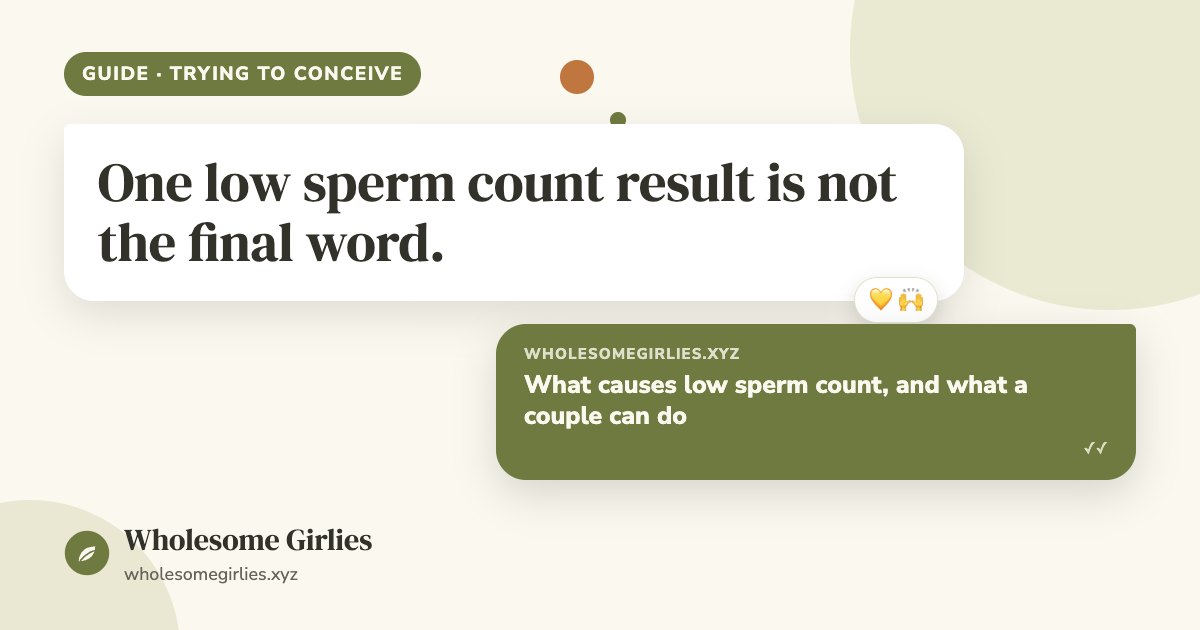 GUIDE · TRYING TO CONCEIVE
One low sperm count result is not
the final word.
💛 🙌
WHOLESOMEGIRLIES.XYZ
What causes low sperm count, and what a
couple can do
✓✓
Wholesome Girlies
wholesomegirlies.xyz